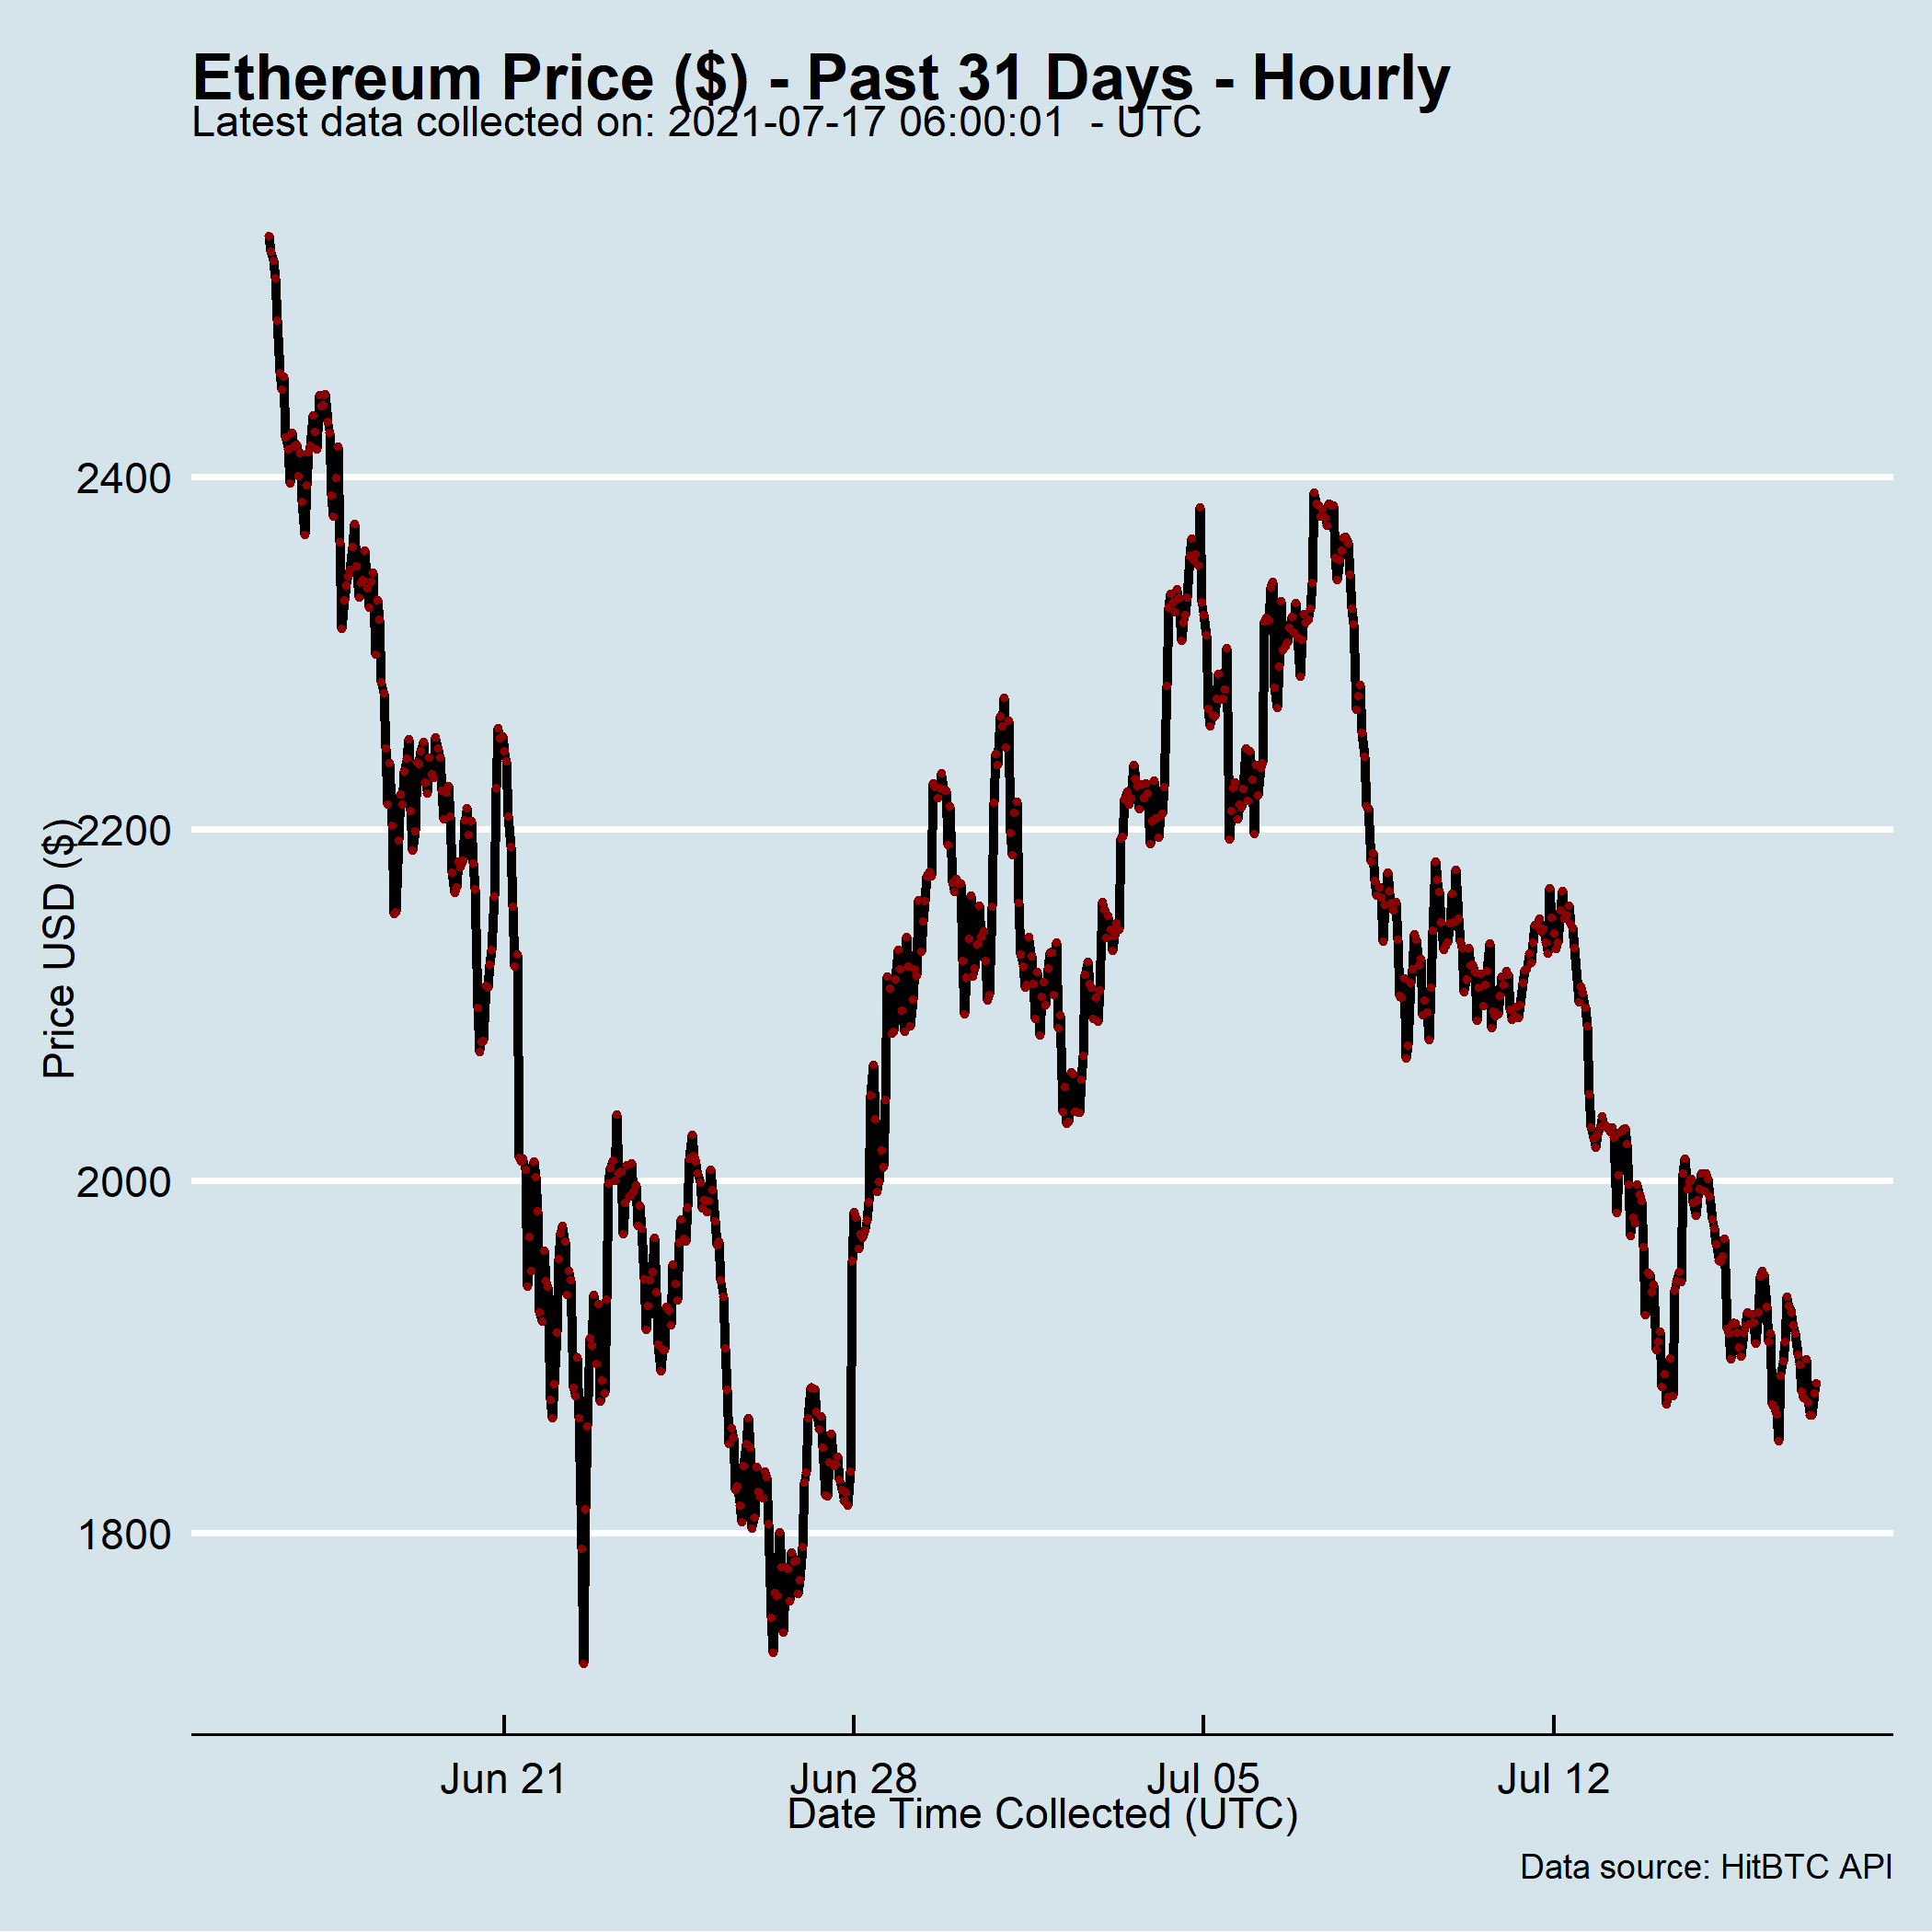 Ethereum Price ($) - Past 31 Days - Hourly
Latest data collected on: 2021-07-17 06:00:01  - UTC
2400
2200
2000
1800
Price USD ($)
Jun 21
Jun 28
Jul 05
Jul 12
Date Time Collected (UTC)
Data source: HitBTC API